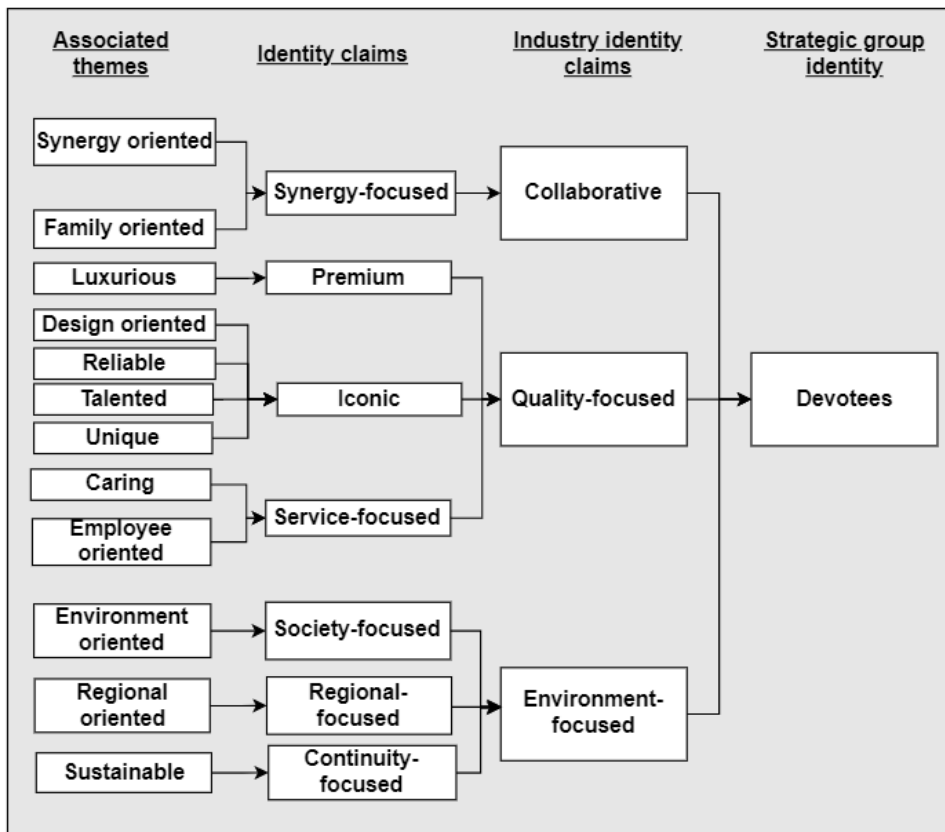 Associated
themes
Identity claims
Industry identity
claims
Strategic group
identity
Synergy oriented
Family oriented
Synergy-focused
Collaborative
Luxurious
Premium
Design oriented
Reliable
Talented
Unique
Iconic
Quality-focused
Devotees
Caring
Employee
oriented
Service-focused
Environment
oriented
Society-focused
Regional
oriented
Regional-
focused
Environment-
focused
Sustainable
Continuity-
focused